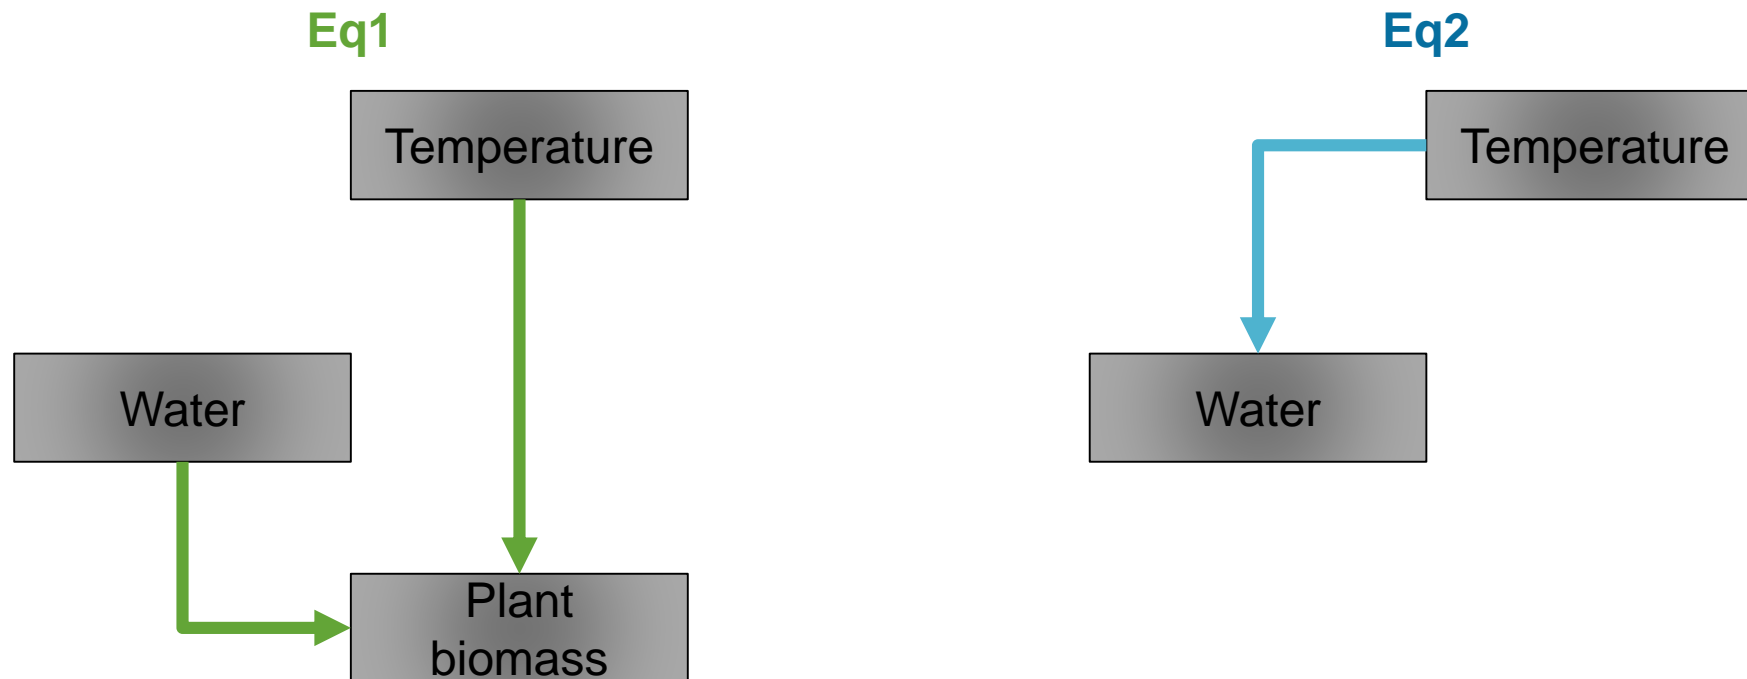 Eq1
Temperature
Water
Plant
biomass
Eq2
Temperature
Water